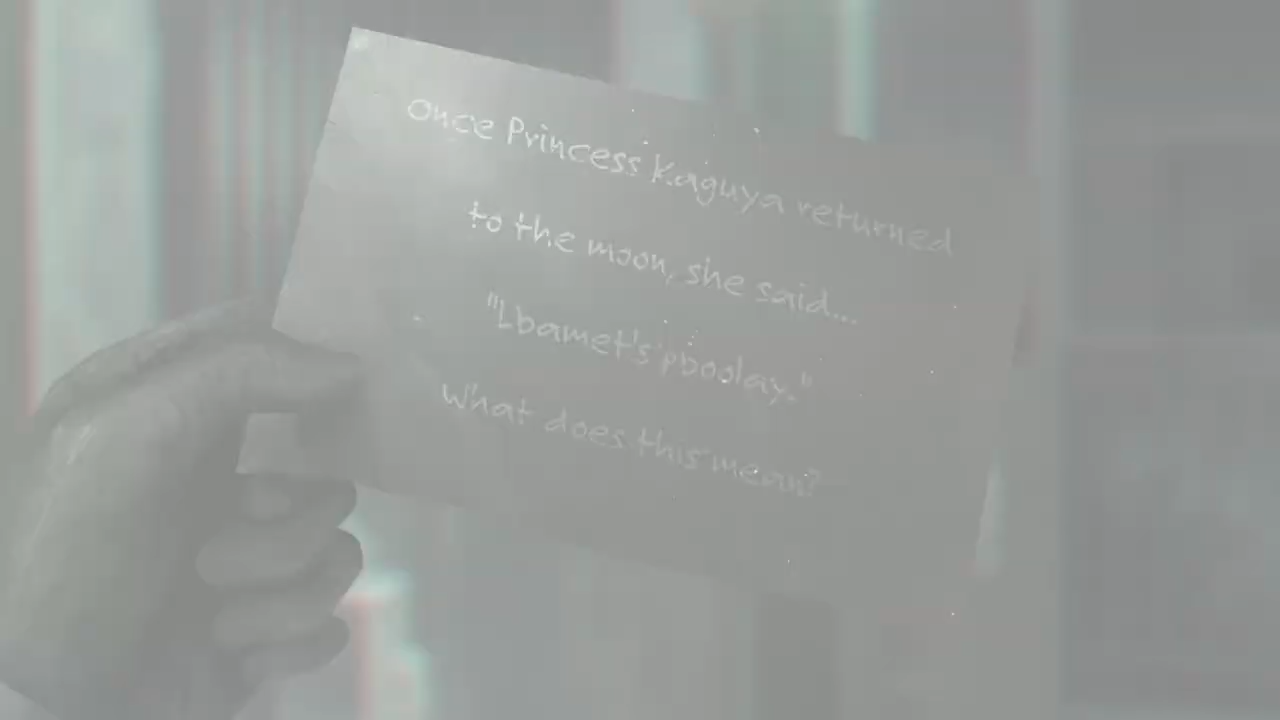 Once Princess Kaguya returned
to the moon, she said...
"Lbamet's pboolay."
What does this mean?